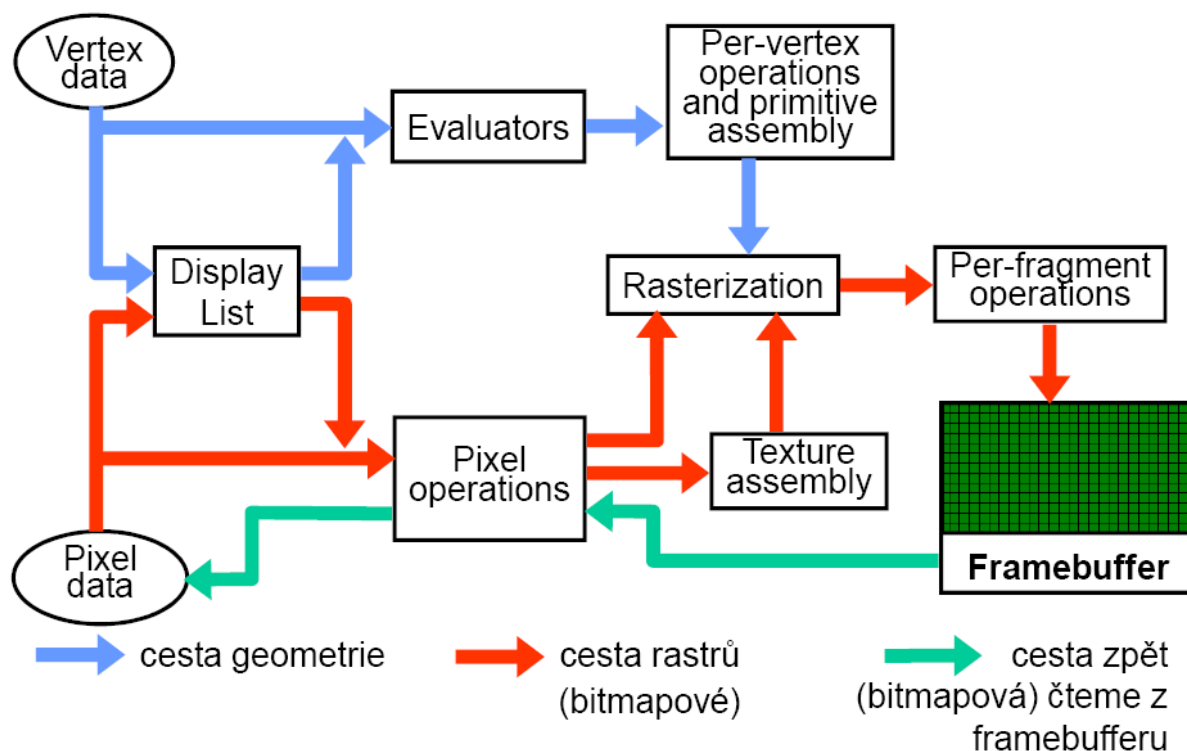 Vertex
data
Evaluators
Per-vertex
operations
and primitive
assembly
Display
List
Rasterization
Per-fragment
operations
Pixel
operations
Texture
assembly
Pixel
data
Framebuffer
cesta geometrie
cesta rastrů
(bitmapové)
cesta zpět
(bitmapová) čteme z
framebufferu